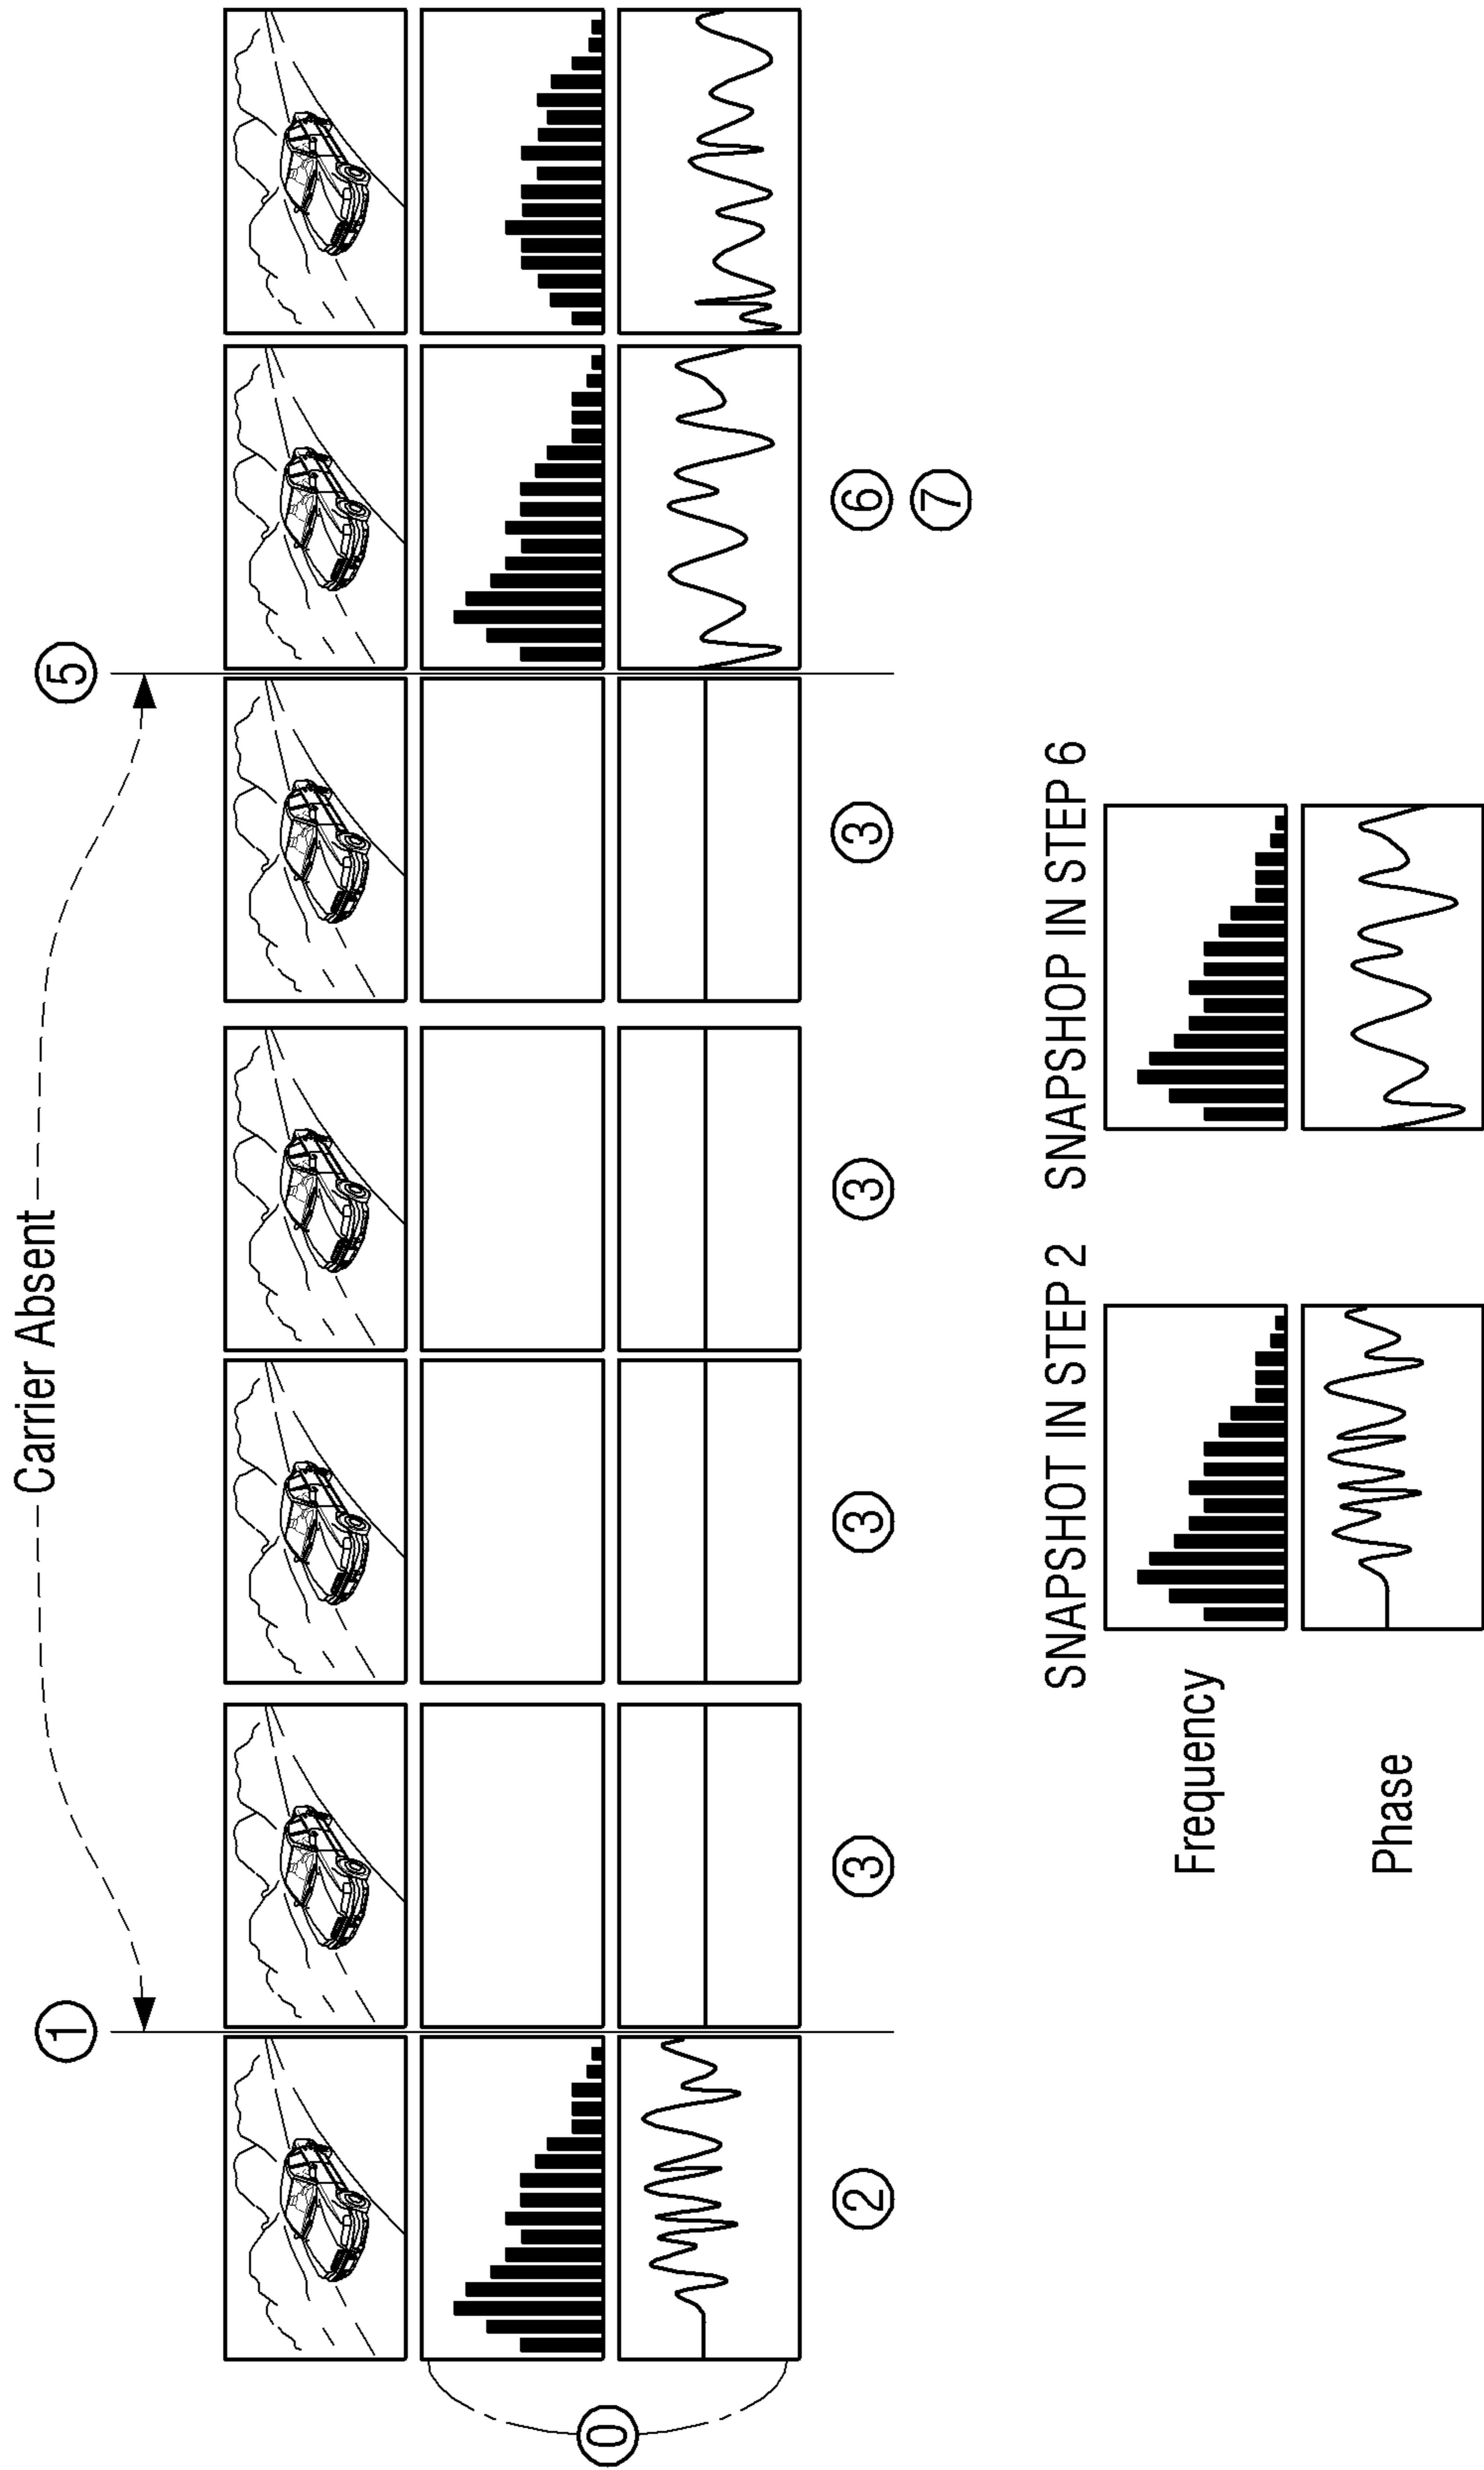 Carrier Absent
① ⑤
⓪
② ③ ③ ③ ③ ⑥
⑦
SNAPSHOT IN STEP 2 SNAPSHOP IN STEP 6
Frequency
Phase